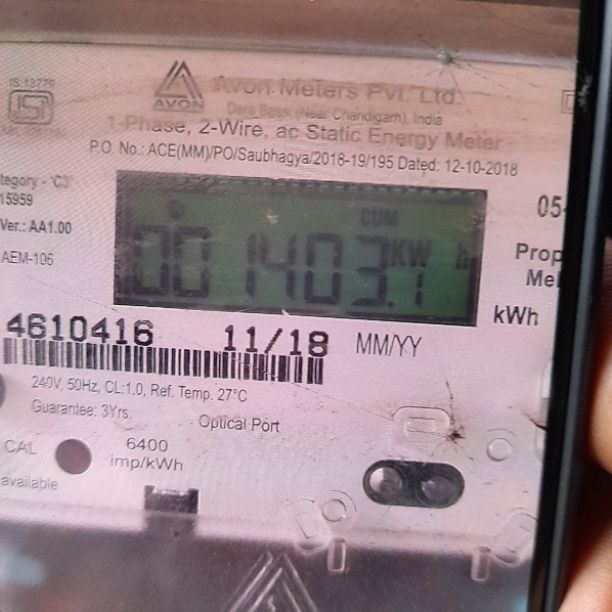 IS 13779
AVON
Avon Meters Pvt. Ltd.
Dera Bassi (Near Chandigarh), India
1-Phase, 2-Wire, ac Static Energy Meter
P.O. No.: ACE(MM)/PO/Saubhagya/2018-19/195 Dated: 12-10-2018
tegory - 'C3'
15959
Ver.: AA1.00
AEM-106
CUM
001403.1 KW h
05-
Prop
Me
kWh
4610416 11/18 MM/YY
240V, 50Hz, CL:1.0, Ref. Temp. 27°C
Guarantee: 3Yrs.
Optical Port
CAL
6400
imp/kWh
available